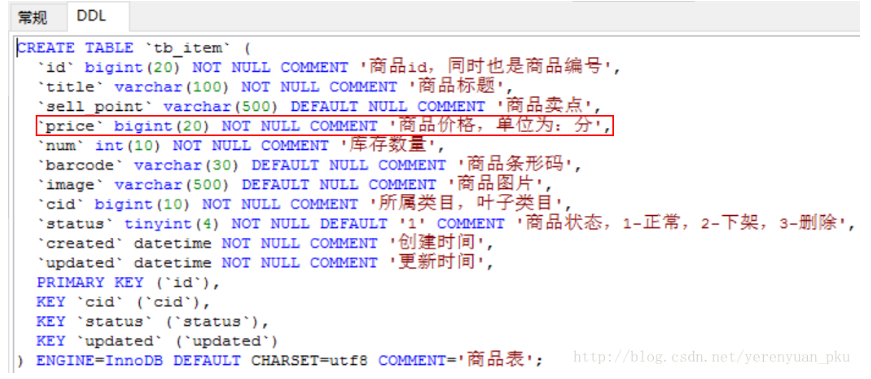 常规 DDL
CREATE TABLE `tb_item` (
`id` bigint(20) NOT NULL COMMENT '商品id，同时也是商品编号',
`title` varchar(100) NOT NULL COMMENT '商品标题',
`sell_point` varchar(500) DEFAULT NULL COMMENT '商品卖点',
`price` bigint(20) NOT NULL COMMENT '商品价格，单位为：分',
`num` int(10) NOT NULL COMMENT '库存数量',
`barcode` varchar(30) DEFAULT NULL COMMENT '商品条形码',
`image` varchar(500) DEFAULT NULL COMMENT '商品图片',
`cid` bigint(10) NOT NULL COMMENT '所属类目，叶子类目',
`status` tinyint(4) NOT NULL DEFAULT '1' COMMENT '商品状态，1-正常，2-下架，3-删除',
`created` datetime NOT NULL COMMENT '创建时间',
`updated` datetime NOT NULL COMMENT '更新时间',
PRIMARY KEY (`id`),
KEY `cid` (`cid`),
KEY `status` (`status`),
KEY `updated` (`updated`)
) ENGINE=InnoDB DEFAULT CHARSET=utf8 COMMENT='商品表';
http://blog.csdn.net/yerenyuan_pku